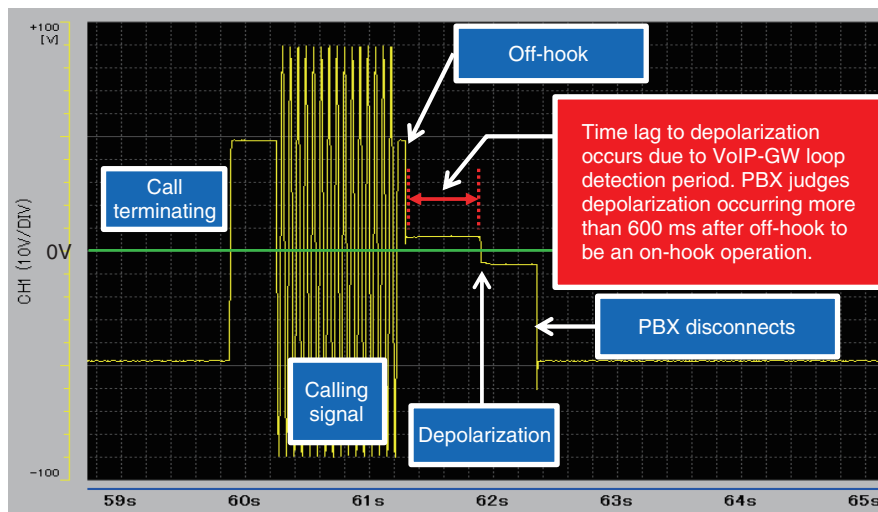 +100
[V]
Off-hook
Time lag to depolarization
occurs due to VoIP-GW loop
detection period. PBX judges
depolarization occurring more
than 600 ms after off-hook to
be an on-hook operation.
Call
terminating
CH1 (10V/DIV)
0V
PBX disconnects
Calling
signal
Depolarization
-100
59s 60s 61s 62s 63s 64s 65s